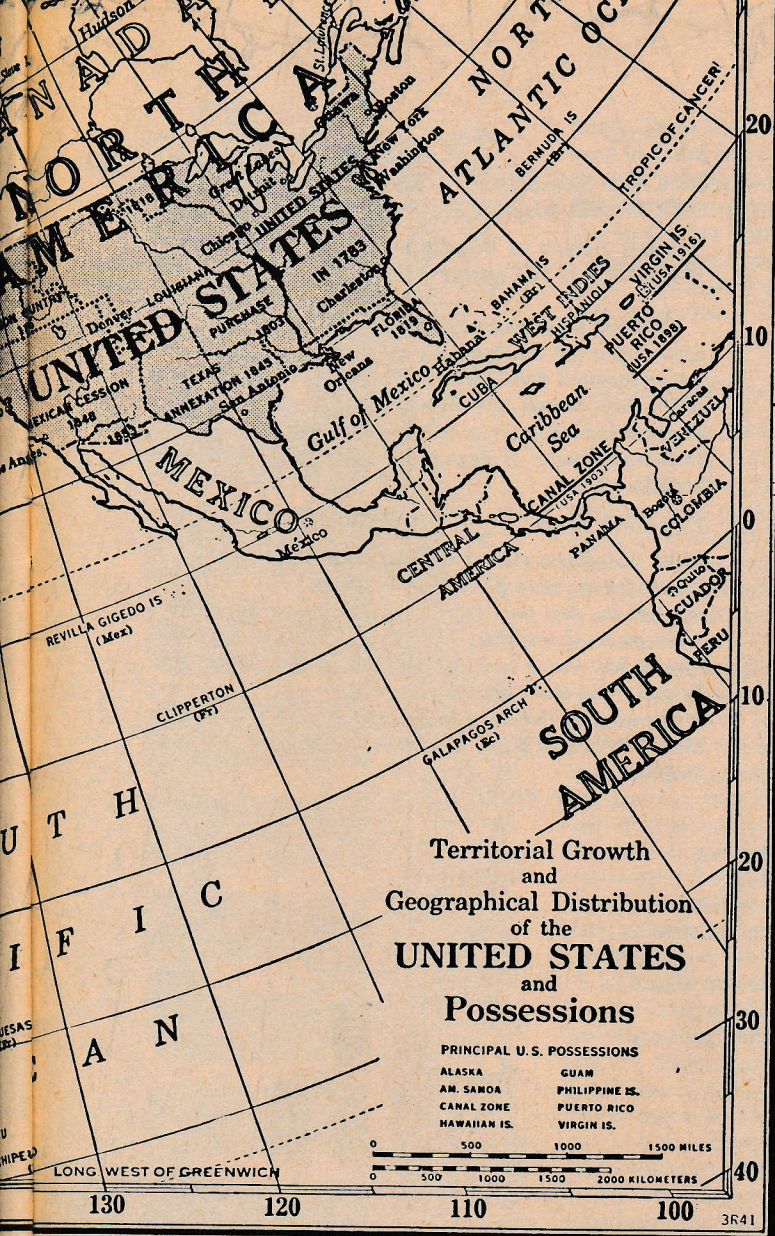 Hudson
St. Lawrence
NORTH
ATLANTIC OC
20
NAD
NORTH
AMERICA
Ottawa
Boston
New York
Washington
BERMUDA IS
(Br)
TROPIC OF CANCER
1818
Great Lakes
Detroit
Chicago
UNITED STATES
IN 1783
Charleston
UNITED STATES
Denver
LOUISIANA
PURCHASE
1803
FLORIDA
1819
BAHAMA IS
(Br)
WEST INDIES
HISPANIOLA
VIRGIN IS
(USA 1916)
PUERTO
RICO
(USA 1898)
10
TEXAS
ANNEXATION 1845
San Antonio
New
Orleans
MEXICAN CESSION
1848
1853
Gulf of Mexico
Habana
CUBA
Caribbean
Sea
Caracas
VENEZUELA
MEXICO
Mexico
CANAL ZONE
(USA 1903)
PANAMA
Bogota
COLOMBIA
0
CENTRAL
AMERICA
Quito
ECUADOR
PERU
REVILLA GIGEDO IS
(Mex)
CLIPPERTON
(Fr)
GALAPAGOS ARCH
(Ec)
10
SOUTH
AMERICA
UTH
IFIC
AN
20
Territorial Growth
and
Geographical Distribution
of the
UNITED STATES
and
Possessions
30
PRINCIPAL U.S. POSSESSIONS
ALASKA GUAM
AM. SAMOA PHILIPPINE IS.
CANAL ZONE PUERTO RICO
HAWAIIAN IS. VIRGIN IS.
0 500 1000 1500 MILES
0 500 1000 1500 2000 KILOMETERS
40
LONG WEST OF GREENWICH
130 120 110 100
3R41